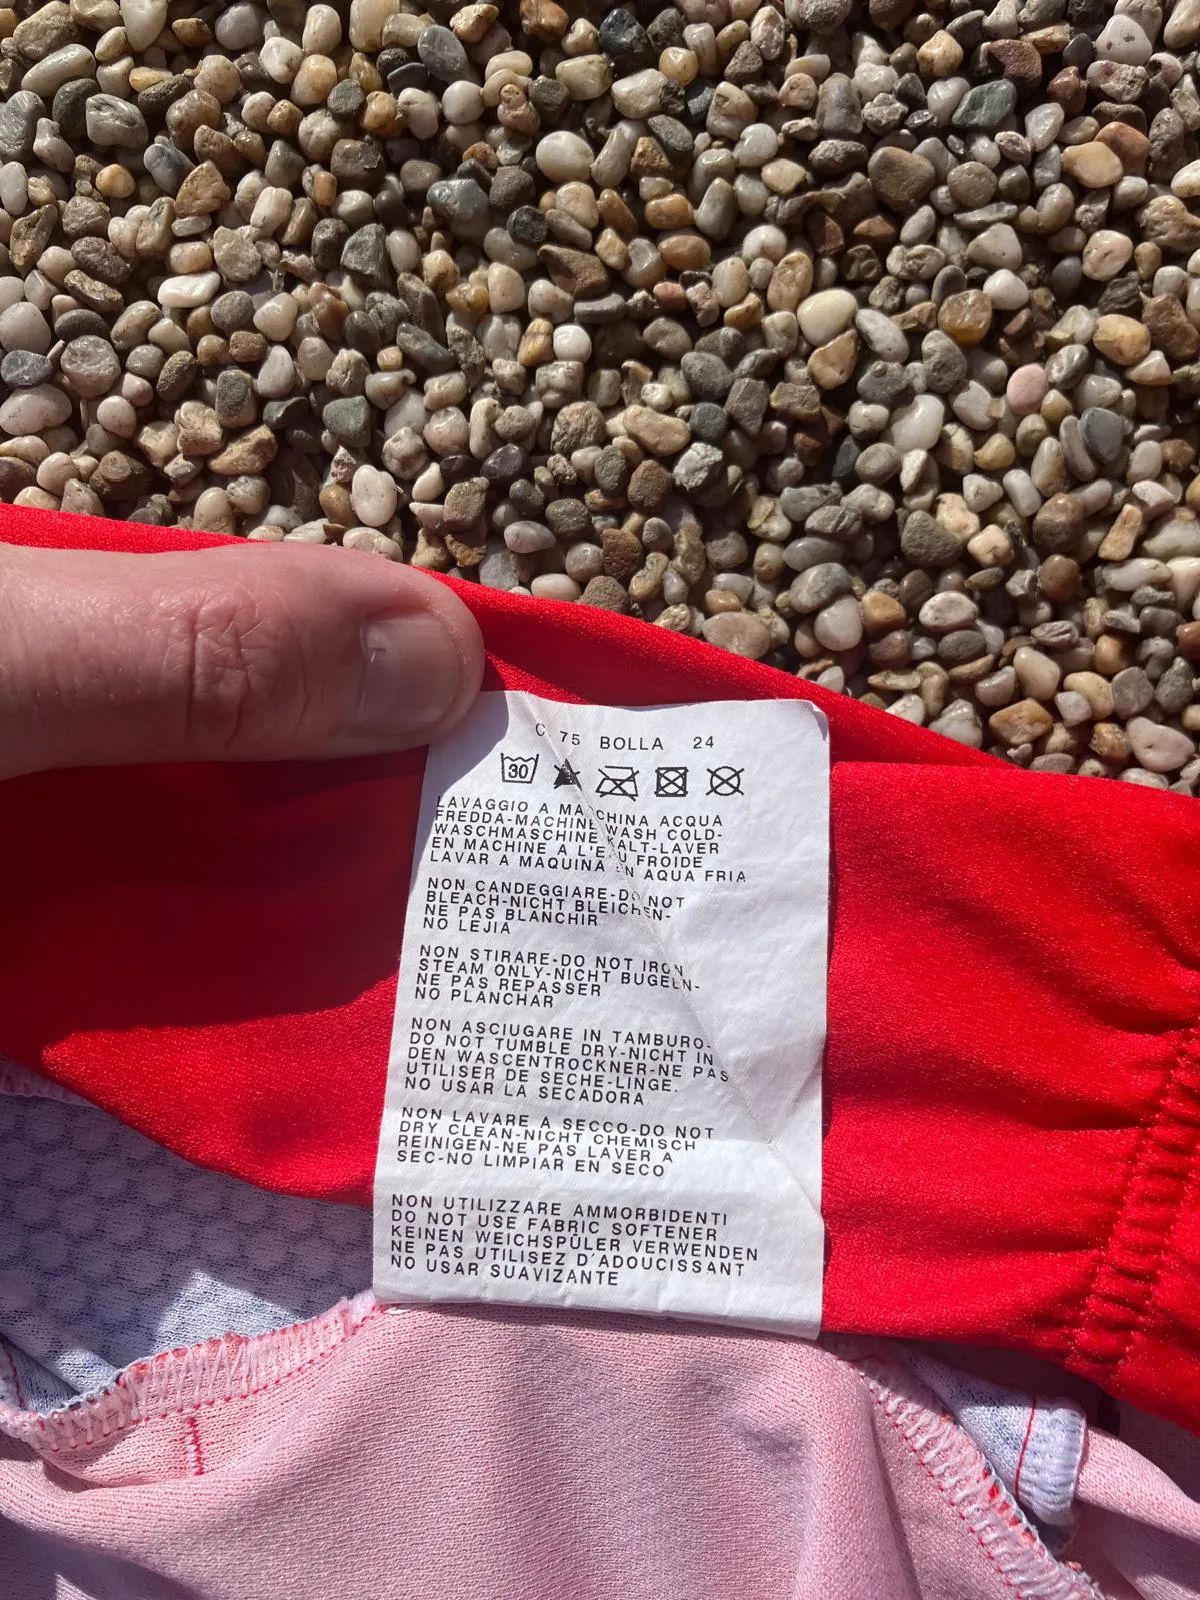 C 75 BOLLA 24
30
LAVAGGIO A MACCHINA ACQUA
FREDDA-MACHINE WASH COLD-
WASCHMASCHINE KALT-LAVER
EN MACHINE A L'EAU FROIDE
LAVAR A MAQUINA EN AQUA FRIA
NON CANDEGGIARE-DO NOT
BLEACH-NICHT BLEICHEN-
NE PAS BLANCHIR
NO LEJIA
NON STIRARE-DO NOT IRON
STEAM ONLY-NICHT BUGELN-
NE PAS REPASSER
NO PLANCHAR
NON ASCIUGARE IN TAMBURO-
DO NOT TUMBLE DRY-NICHT IN
DEN WASCENTROCKNER-NE PAS
UTILISER DE SECHE-LINGE-
NO USAR LA SECADORA
NON LAVARE A SECCO-DO NOT
DRY CLEAN-NICHT CHEMISCH
REINIGEN-NE PAS LAVER A
SEC-NO LIMPIAR EN SECO
NON UTILIZZARE AMMORBIDENTI
DO NOT USE FABRIC SOFTENER
KEINEN WEICHSPÜLER VERWENDEN
NE PAS UTILISEZ D'ADOUCISSANT
NO USAR SUAVIZANTE